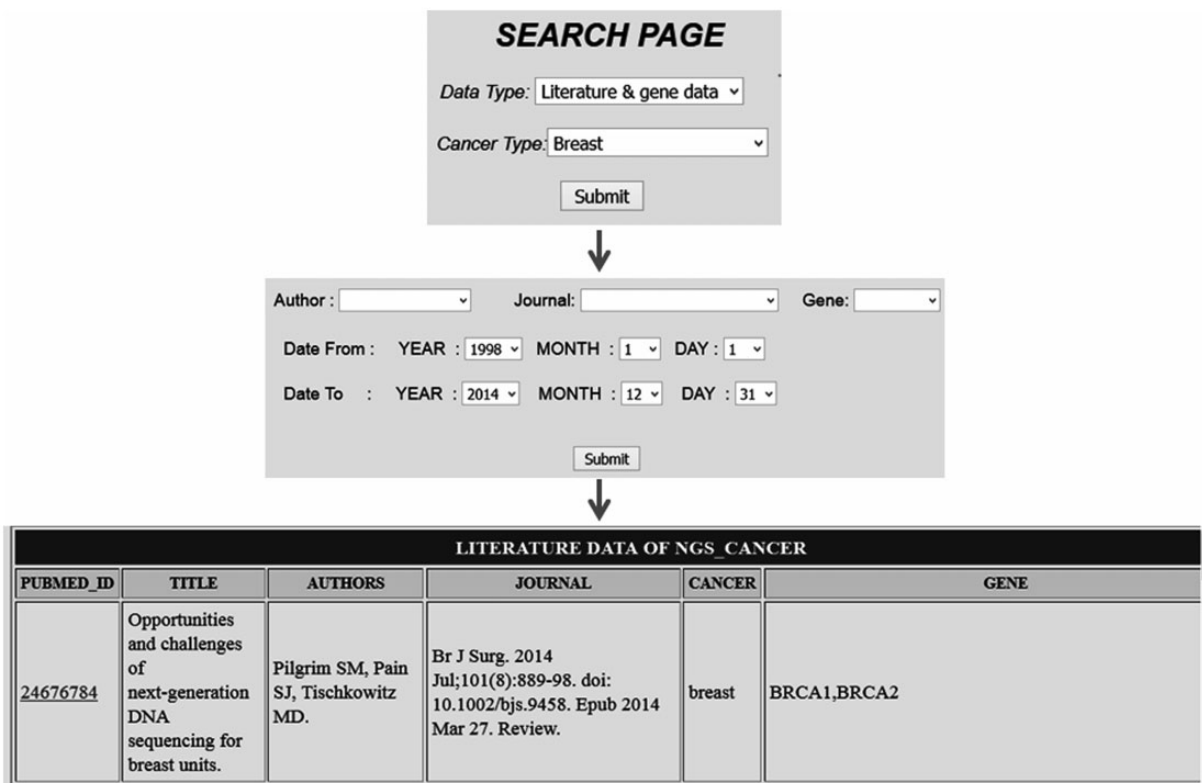 SEARCH PAGE
Data Type: Literature & gene data
Cancer Type: Breast
Submit
Author : Journal: Gene:
Date From : YEAR : 1998 MONTH : 1 DAY : 1
Date To : YEAR : 2014 MONTH : 12 DAY : 31
Submit
LITERATURE DATA OF NGS_CANCER
PUBMED_ID TITLE AUTHORS JOURNAL CANCER GENE
24676784
Opportunities
and challenges
of
next-generation
DNA
sequencing for
breast units.
Pilgrim SM, Pain
SJ, Tischkowitz
MD.
Br J Surg. 2014
Jul;101(8):889-98. doi:
10.1002/bjs.9458. Epub 2014
Mar 27. Review.
breast
BRCA1,BRCA2